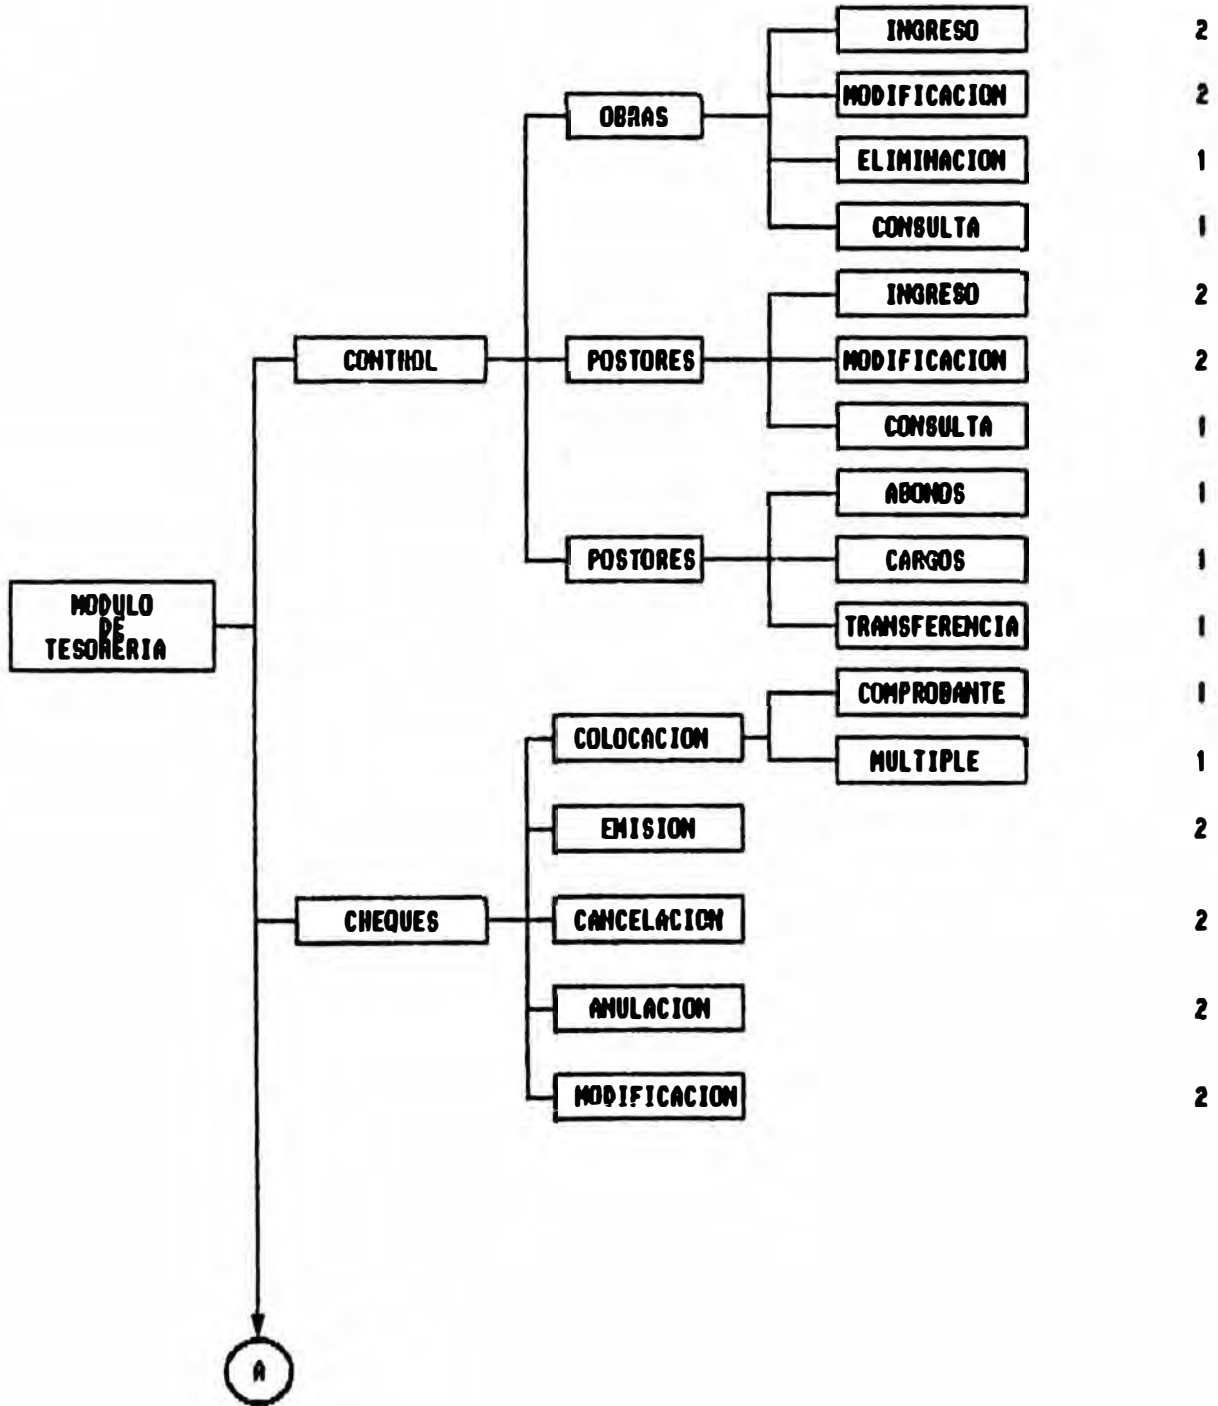 INGRESO 2
MODIFICACION 2
OBRAS
ELIMINACION 1
CONSULTA 1
INGRESO 2
CONTROL POSTORES MODIFICACION 2
CONSULTA 1
ABONOS 1
POSTORES CARGOS 1
MODULO
DE
TESORERIA
TRANSFERENCIA 1
COMPROBANTE 1
COLOCACION
MULTIPLE 1
EMISION 2
CHEQUES CANCELACION 2
ANULACION 2
MODIFICACION 2
A